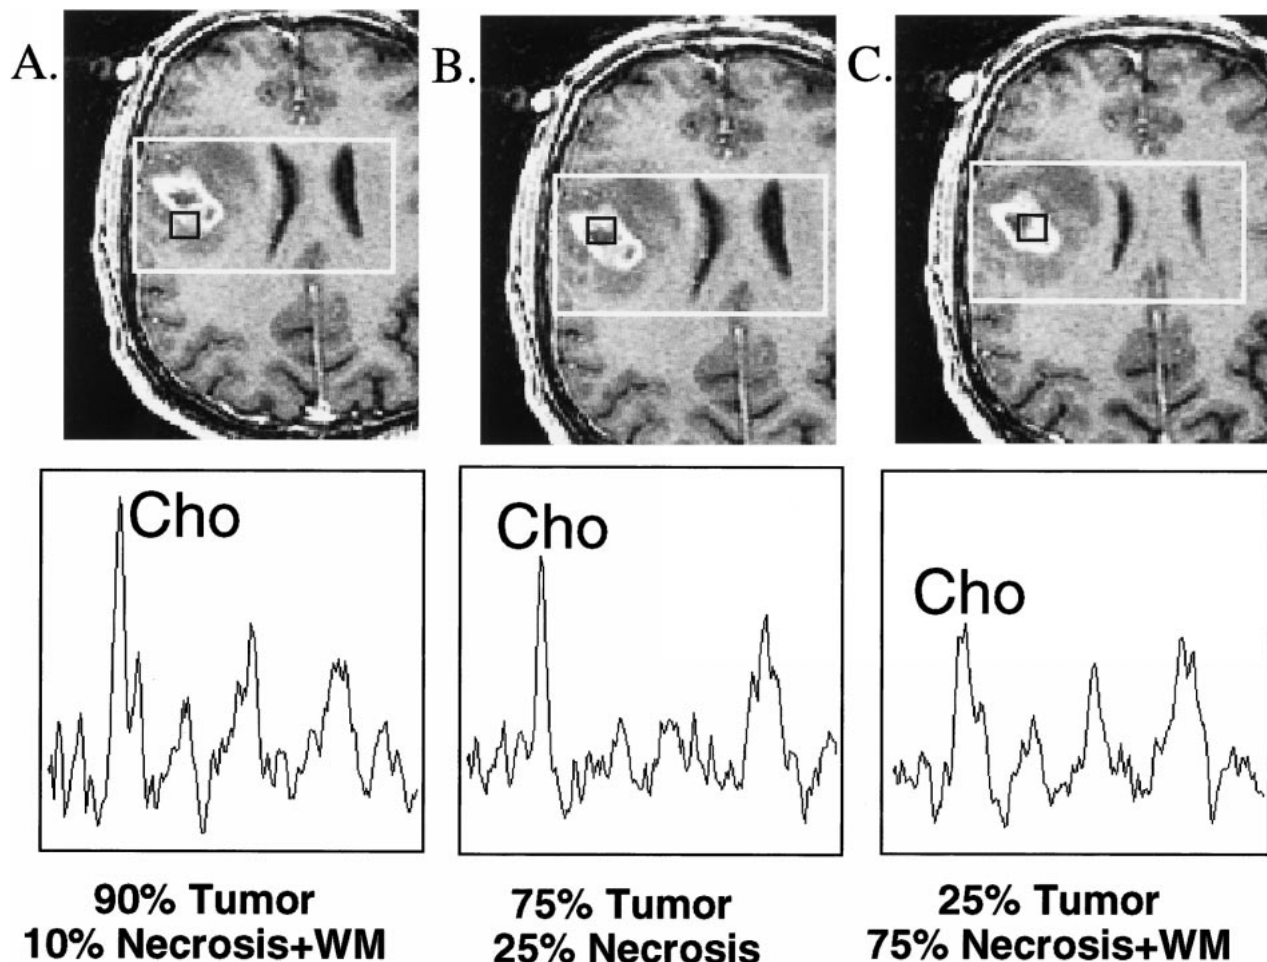 A.
B.
C.
Cho
Cho
Cho
90% Tumor
10% Necrosis+WM
75% Tumor
25% Necrosis
25% Tumor
75% Necrosis+WM